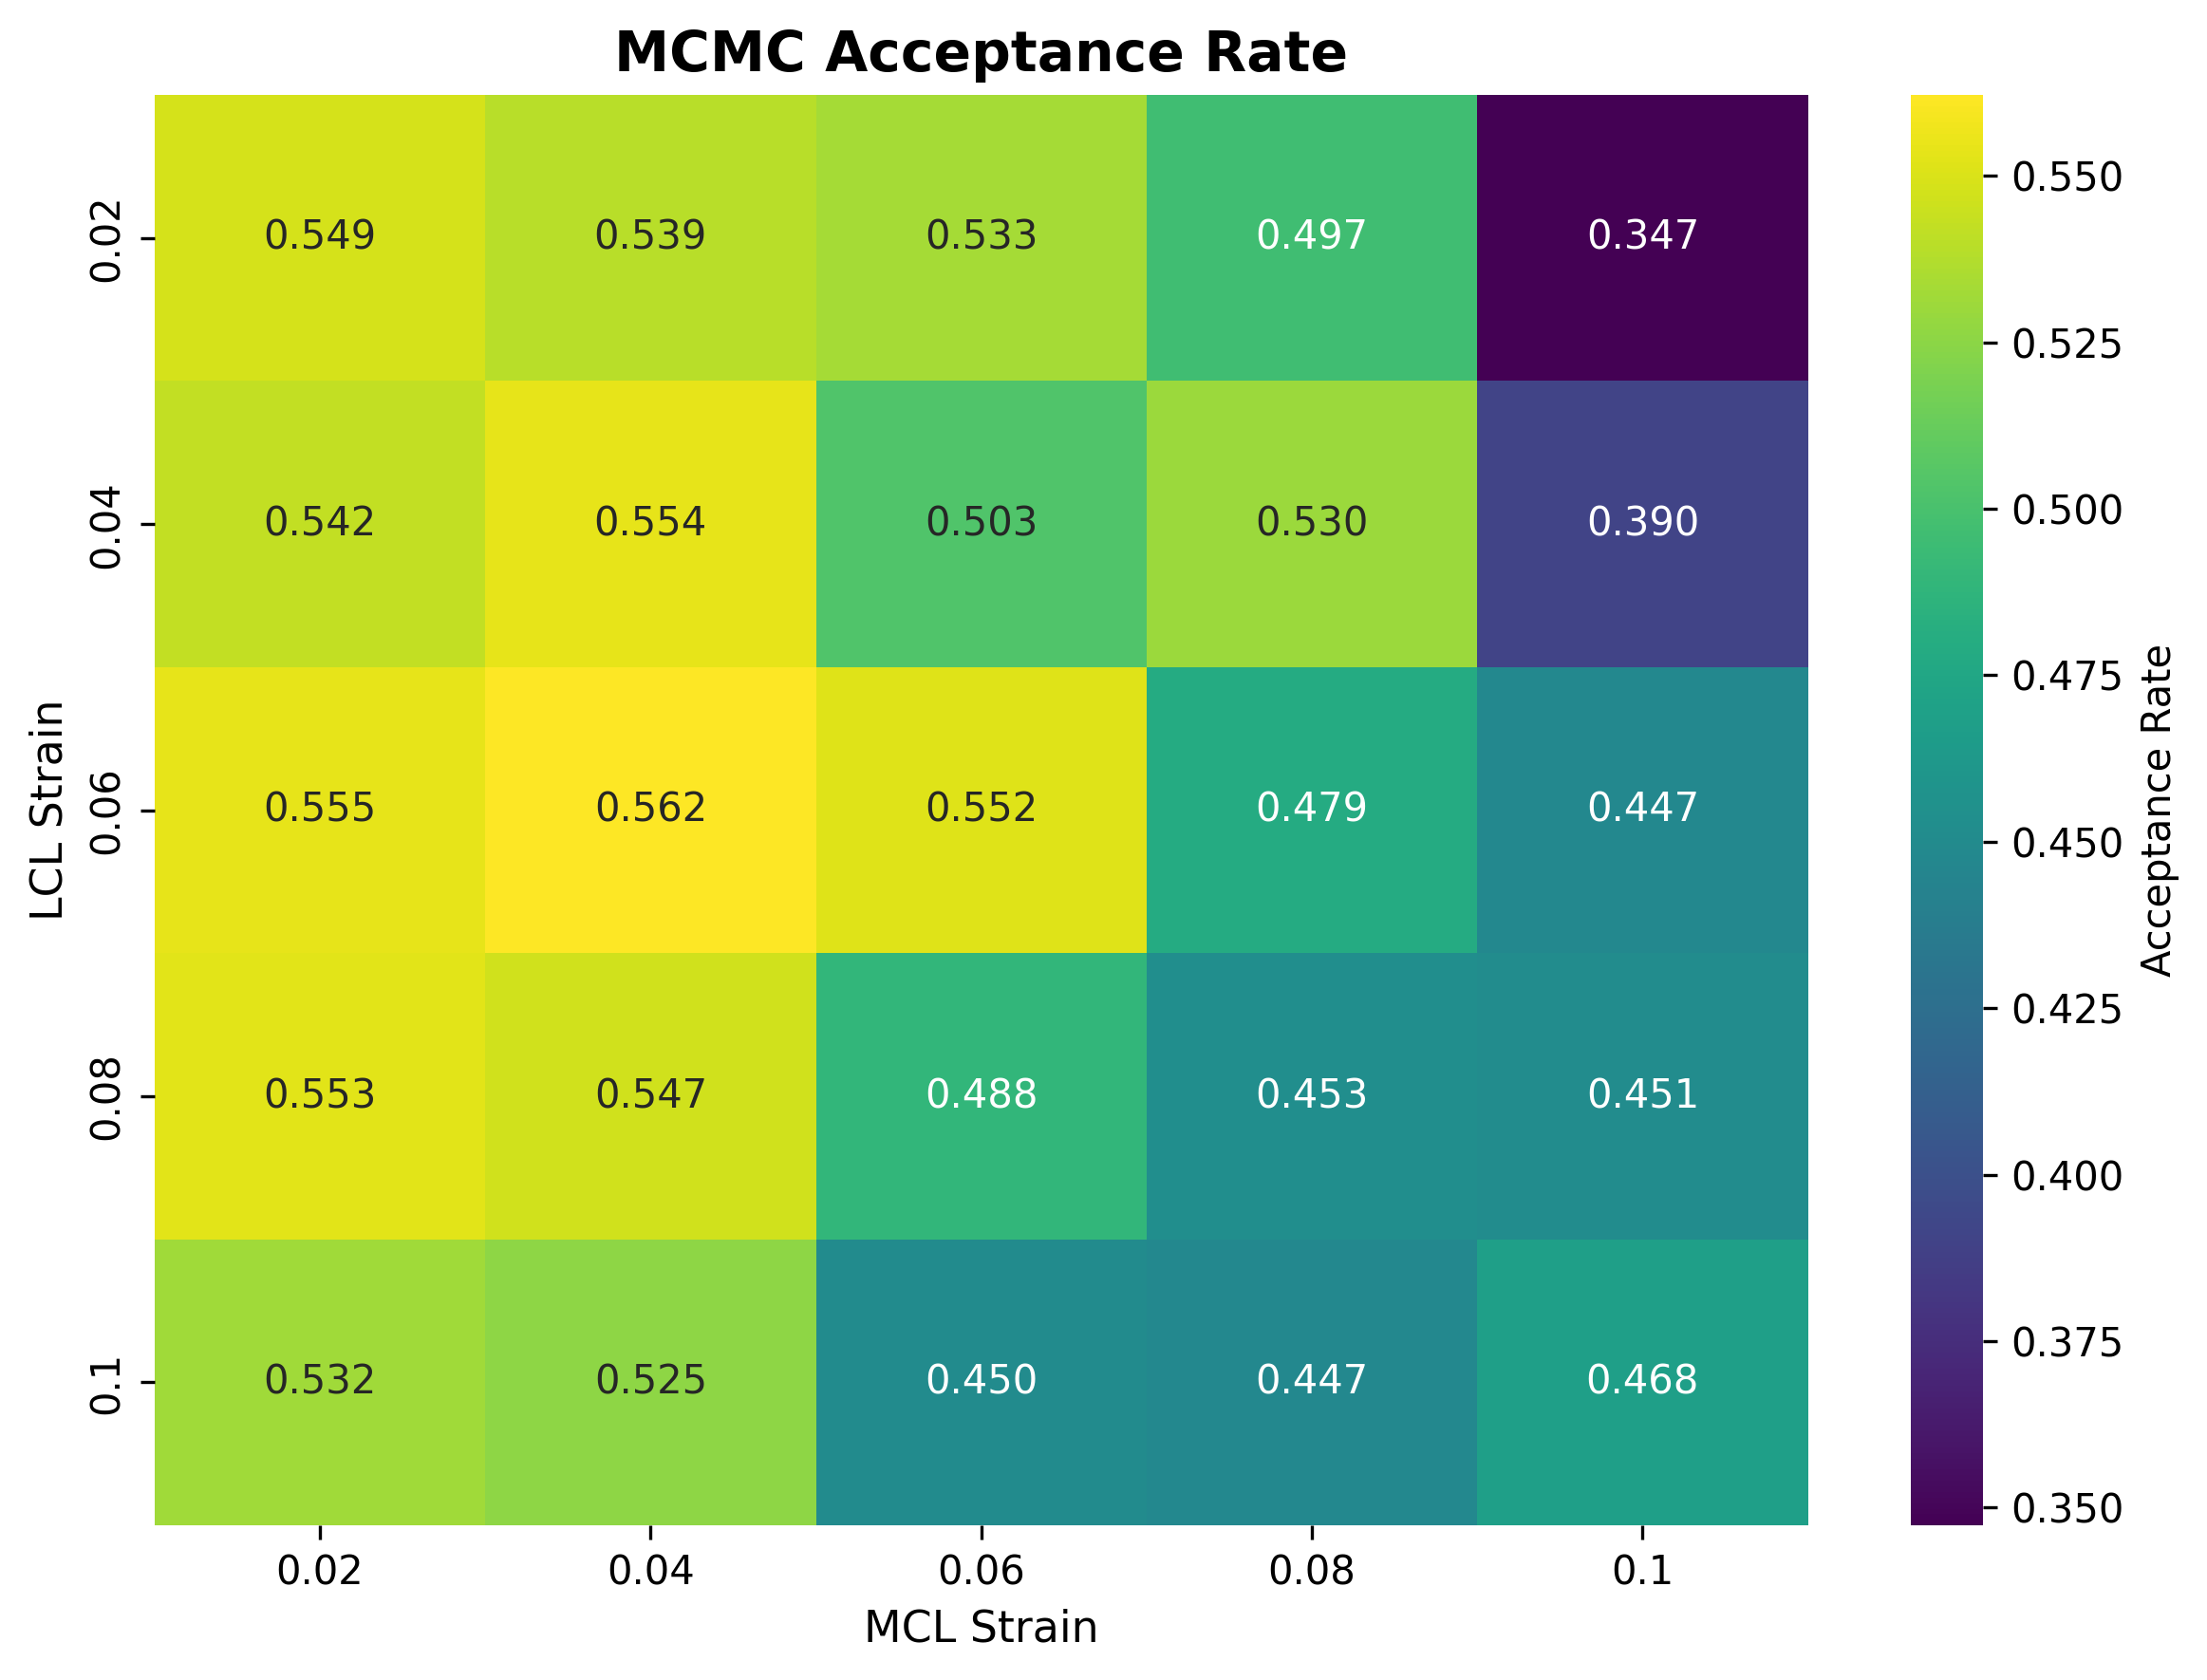 MCMC Acceptance Rate
LCL Strain
0.02 0.549 0.539 0.533 0.497 0.347
0.04 0.542 0.554 0.503 0.530 0.390
0.06 0.555 0.562 0.552 0.479 0.447
0.08 0.553 0.547 0.488 0.453 0.451
0.1 0.532 0.525 0.450 0.447 0.468
0.02 0.04 0.06 0.08 0.1
MCL Strain
0.550
0.525
0.500
0.475
0.450
0.425
0.400
0.375
0.350
Acceptance Rate